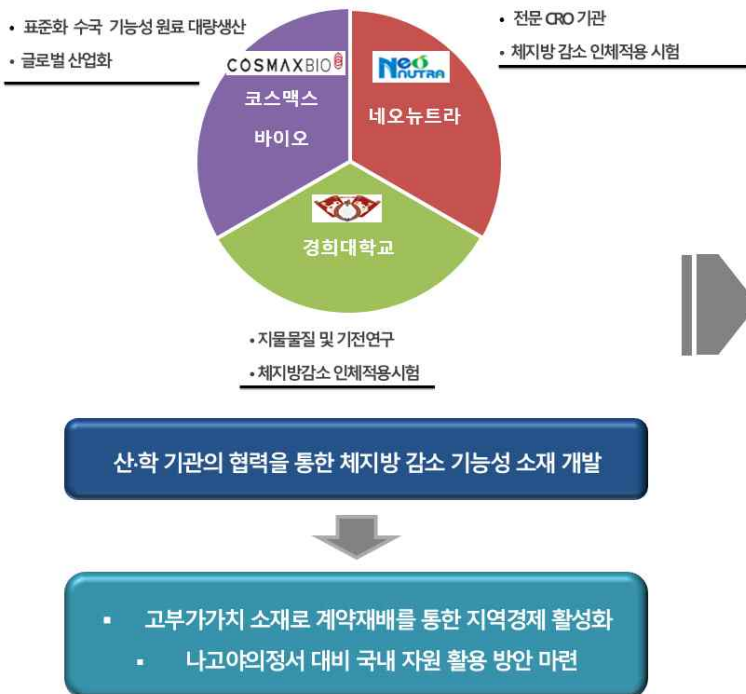 • 표준화 수국 기능성 원료 대량생산
• 글로벌 산업화
• 전문 CRO 기관
• 체지방 감소 인체적용 시험
COSMAXBIO
코스맥스
바이오
Neo
NUTRA
네오뉴트라
경희대학교
• 지물물질 및 기전연구
• 체지방감소 인체적용시험
산·학 기관의 협력을 통한 체지방 감소 기능성 소재 개발
▪ 고부가가치 소재로 계약재배를 통한 지역경제 활성화
▪ 나고야의정서 대비 국내 자원 활용 방안 마련